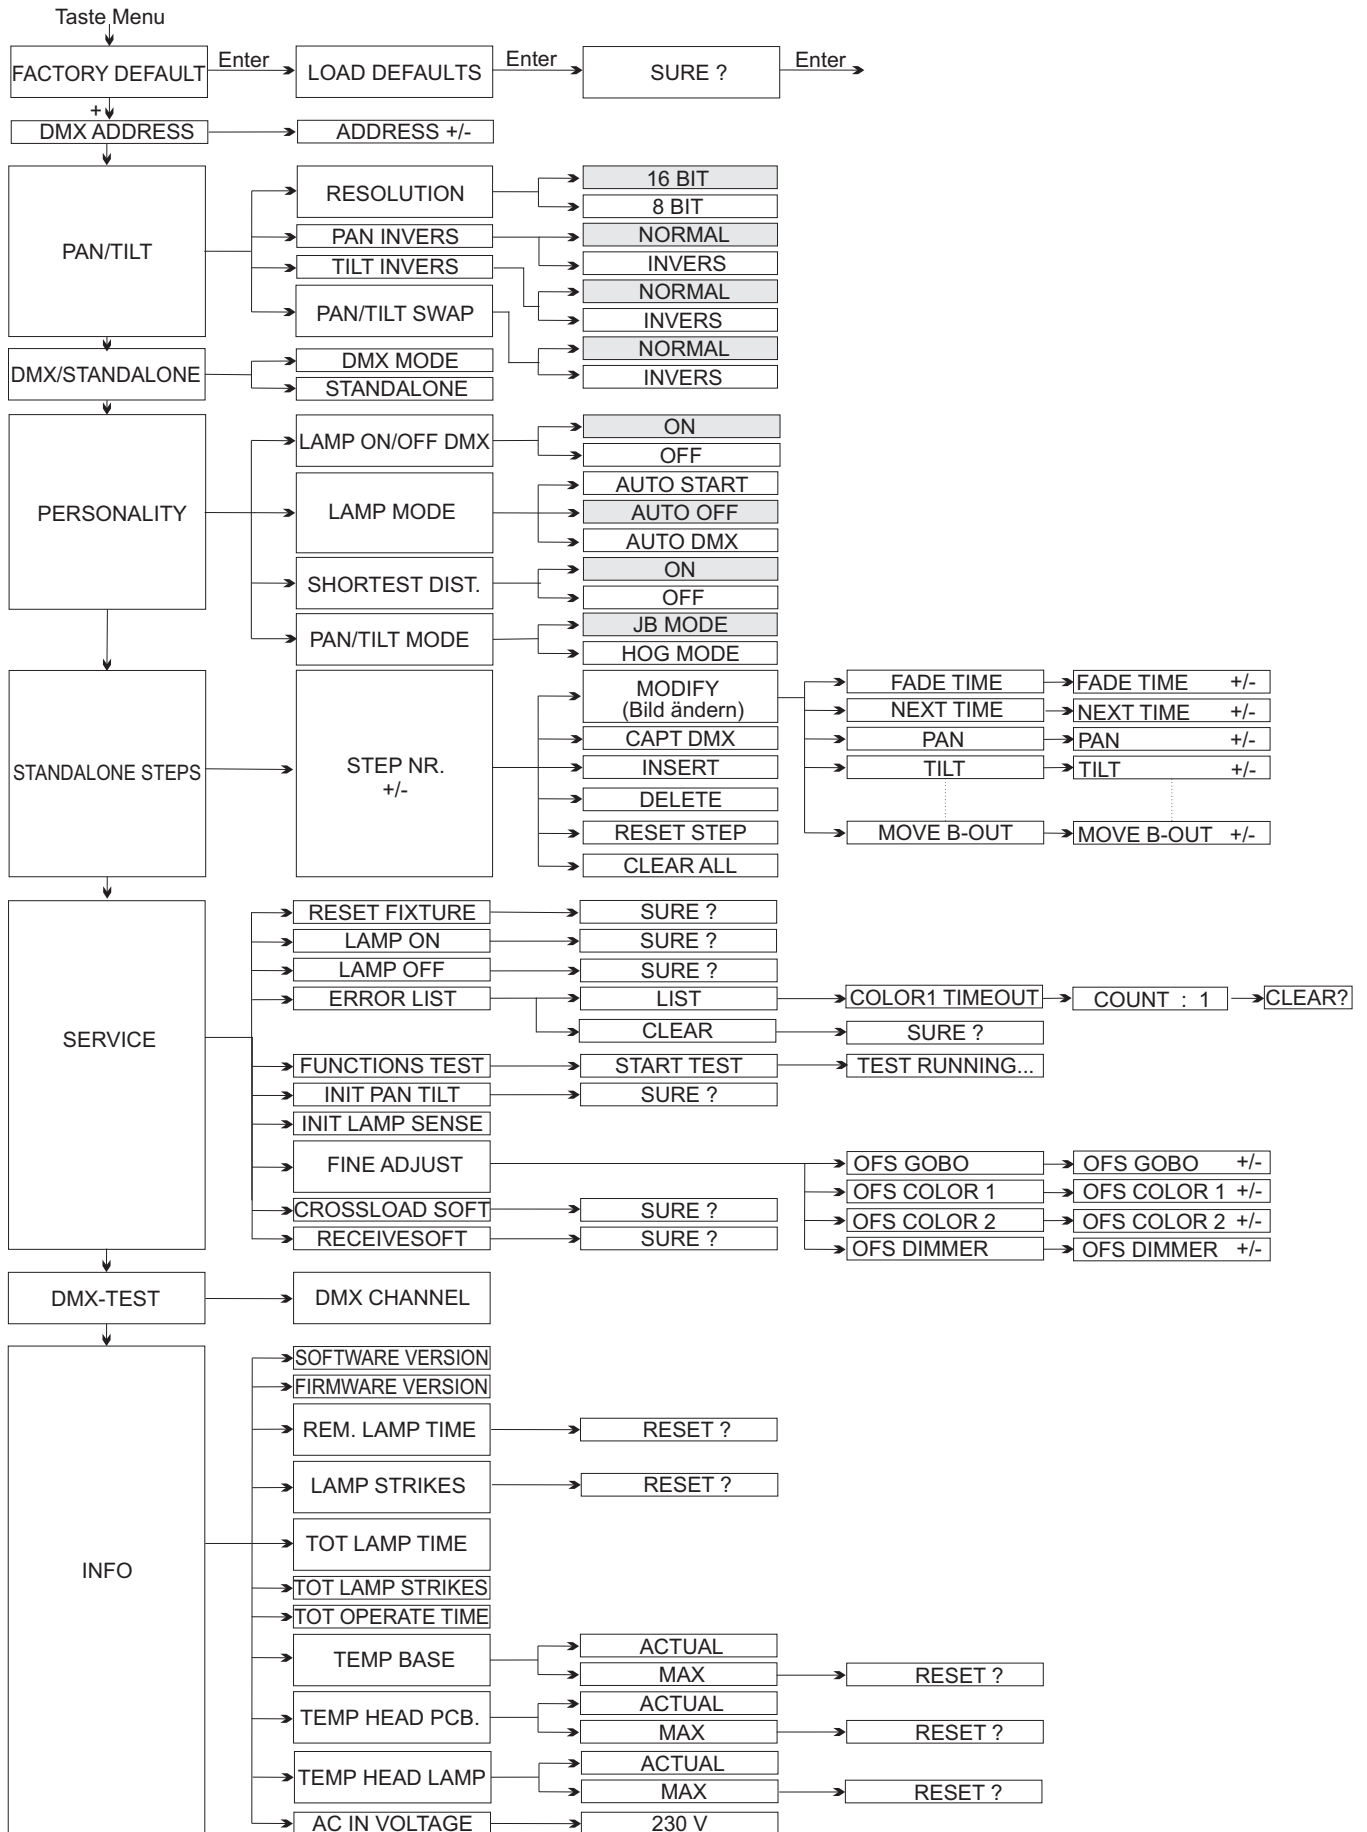 Taste Menu
FACTORY DEFAULT Enter LOAD DEFAULTS Enter SURE ? Enter
+
DMX ADDRESS ADDRESS +/-
PAN/TILT
RESOLUTION
16 BIT
8 BIT
PAN INVERS
NORMAL
INVERS
TILT INVERS
NORMAL
INVERS
PAN/TILT SWAP
NORMAL
INVERS
DMX/STANDALONE
DMX MODE
STANDALONE
PERSONALITY
LAMP ON/OFF DMX
ON
OFF
LAMP MODE
AUTO START
AUTO OFF
AUTO DMX
SHORTEST DIST.
ON
OFF
PAN/TILT MODE
JB MODE
HOG MODE
STANDALONE STEPS
STEP NR.
+/-
MODIFY
(Bild ändern)
FADE TIME FADE TIME +/-
NEXT TIME NEXT TIME +/-
PAN PAN +/-
TILT TILT +/-
MOVE B-OUT MOVE B-OUT +/-
CAPT DMX
INSERT
DELETE
RESET STEP
CLEAR ALL
SERVICE
RESET FIXTURE SURE ?
LAMP ON SURE ?
LAMP OFF SURE ?
ERROR LIST LIST COLOR1 TIMEOUT COUNT : 1 CLEAR?
CLEAR SURE ?
FUNCTIONS TEST START TEST TEST RUNNING...
INIT PAN TILT SURE ?
INIT LAMP SENSE
FINE ADJUST
OFS GOBO OFS GOBO +/-
OFS COLOR 1 OFS COLOR 1 +/-
OFS COLOR 2 OFS COLOR 2 +/-
OFS DIMMER OFS DIMMER +/-
CROSSLOAD SOFT SURE ?
RECEIVESOFT SURE ?
DMX-TEST DMX CHANNEL
INFO
SOFTWARE VERSION
FIRMWARE VERSION
REM. LAMP TIME RESET ?
LAMP STRIKES RESET ?
TOT LAMP TIME
TOT LAMP STRIKES
TOT OPERATE TIME
TEMP BASE
ACTUAL
MAX RESET ?
TEMP HEAD PCB.
ACTUAL
MAX RESET ?
TEMP HEAD LAMP
ACTUAL
MAX RESET ?
AC IN VOLTAGE 230 V